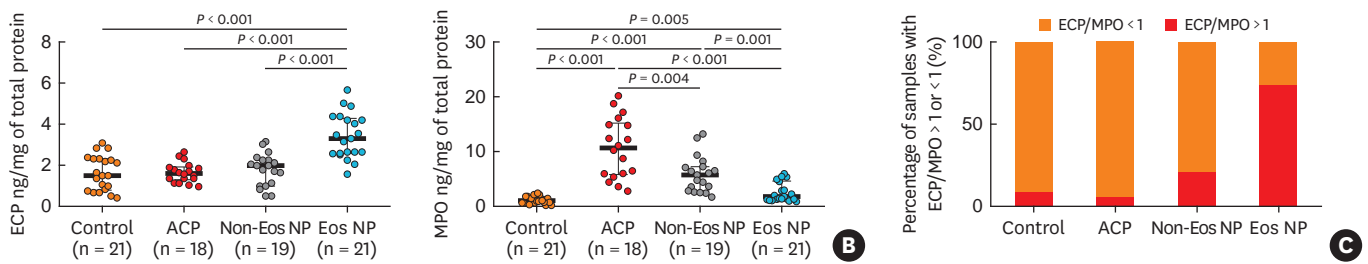 P < 0.001
P < 0.001
P < 0.001
ECP ng/mg of total protein
8
6
4
2
0
Control
(n = 21)
ACP
(n = 18)
Non-Eos NP
(n = 19)
Eos NP
(n = 21)
P = 0.005
P < 0.001
P = 0.001
P < 0.001
P < 0.001
P = 0.004
MPO ng/mg of total protein
30
20
10
0
Control
(n = 21)
ACP
(n = 18)
Non-Eos NP
(n = 19)
Eos NP
(n = 21)
B
ECP/MPO <1
ECP/MPO >1
Percentage of samples with
ECP/MPO > 1 or < 1 (%)
100
50
0
Control
ACP
Non-Eos NP
Eos NP
C